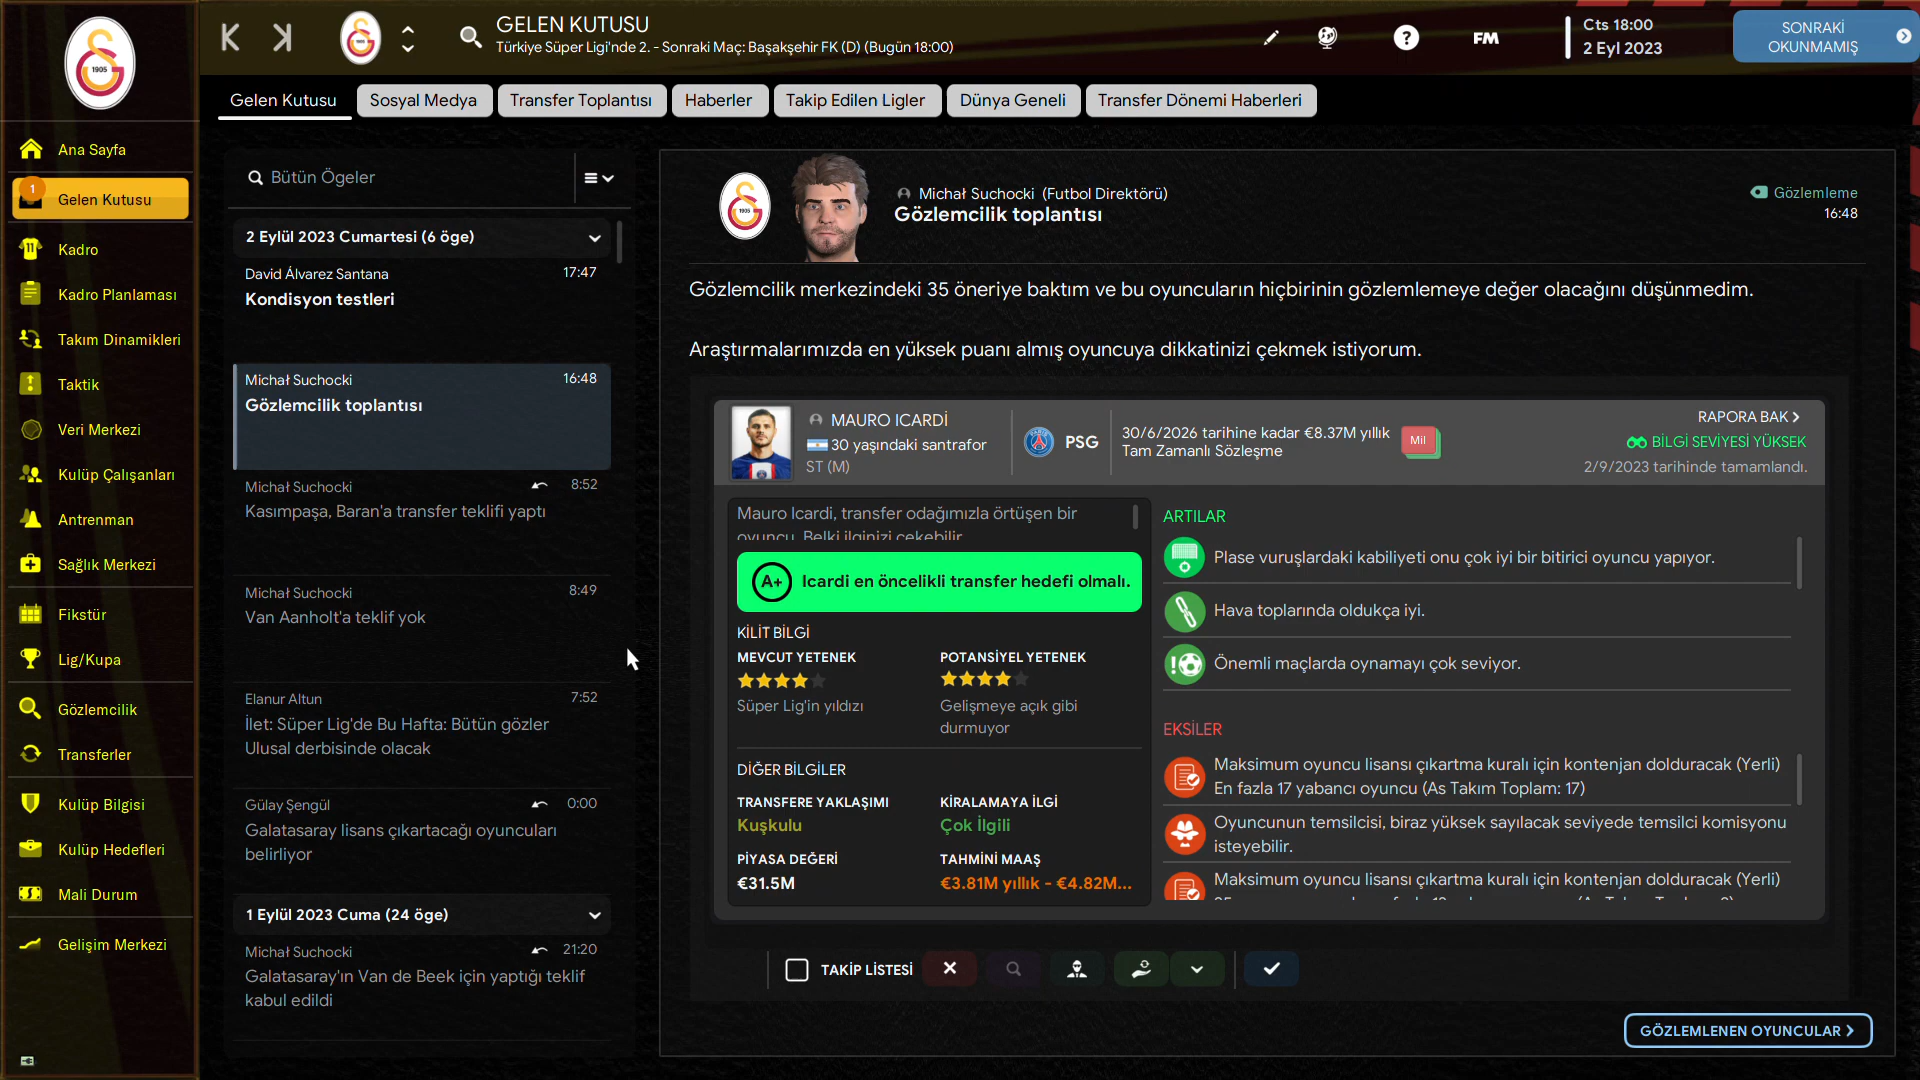 GELEN KUTUSU
Türkiye Süper Ligi'nde 2. - Sonraki Maç: Başakşehir FK (D) (Bugün 18:00)
FM
Cts 18:00
2 Eyl 2023
SONRAKİ
OKUNMAMIŞ
1905
Gelen Kutusu
Sosyal Medya
Transfer Toplantısı
Haberler
Takip Edilen Ligler
Dünya Geneli
Transfer Dönemi Haberleri
Ana Sayfa
1
Gelen Kutusu
Kadro
Kadro Planlaması
Takım Dinamikleri
Taktik
Veri Merkezi
Kulüp Çalışanları
Antrenman
Sağlık Merkezi
Fikstür
Lig/Kupa
Gözlemcilik
Transferler
Kulüp Bilgisi
Kulüp Hedefleri
Mali Durum
Gelişim Merkezi
Bütün Ögeler
2 Eylül 2023 Cumartesi (6 öge)
David Álvarez Santana 17:47
Kondisyon testleri
Michał Suchocki 16:48
Gözlemcilik toplantısı
Michał Suchocki 8:52
Kasımpaşa, Baran'a transfer teklifi yaptı
Michał Suchocki 8:49
Van Aanholt'a teklif yok
Elanur Altun 7:52
İlet: Süper Lig'de Bu Hafta: Bütün gözler
Ulusal derbisinde olacak
Gülay Şengül 0:00
Galatasaray lisans çıkartacağı oyuncuları
belirliyor
1 Eylül 2023 Cuma (24 öge)
Michał Suchocki 21:20
Galatasaray'ın Van de Beek için yaptığı teklif
kabul edildi
Michał Suchocki (Futbol Direktörü)
Gözlemcilik toplantısı
Gözlemleme
16:48
Gözlemcilik merkezindeki 35 öneriye baktım ve bu oyuncuların hiçbirinin gözlemlemeye değer olacağını düşünmedim.
Araştırmalarımızda en yüksek puanı almış oyuncuya dikkatinizi çekmek istiyorum.
MAURO ICARDİ
30 yaşındaki santrafor
ST (M)
PSG
30/6/2026 tarihine kadar €8.37M yıllık
Tam Zamanlı Sözleşme
Mil
RAPORA BAK
BİLGİ SEVİYESİ YÜKSEK
2/9/2023 tarihinde tamamlandı.
Mauro Icardi, transfer odağımızla örtüşen bir
oyuncu. Belki ilginizi çekebilir.
A+ Icardi en öncelikli transfer hedefi olmalı.
KİLİT BİLGİ
MEVCUT YETENEK
Süper Lig'in yıldızı
POTANSİYEL YETENEK
Gelişmeye açık gibi
durmuyor
DİĞER BİLGİLER
TRANSFERE YAKLAŞIMI
Kuşkulu
KİRALAMAYA İLGİ
Çok İlgili
PİYASA DEĞERİ
€31.5M
TAHMİNİ MAAŞ
€3.81M yıllık - €4.82M...
ARTILAR
Plase vuruşlardaki kabiliyeti onu çok iyi bir bitirici oyuncu yapıyor.
Hava toplarında oldukça iyi.
Önemli maçlarda oynamayı çok seviyor.
EKSİLER
Maksimum oyuncu lisansı çıkartma kuralı için kontenjan dolduracak (Yerli)
En fazla 17 yabancı oyuncu (As Takım Toplam: 17)
Oyuncunun temsilcisi, biraz yüksek sayılacak seviyede temsilci komisyonu
isteyebilir.
Maksimum oyuncu lisansı çıkartma kuralı için kontenjan dolduracak (Yerli)
TAKİP LİSTESİ
GÖZLEMLENEN OYUNCULAR